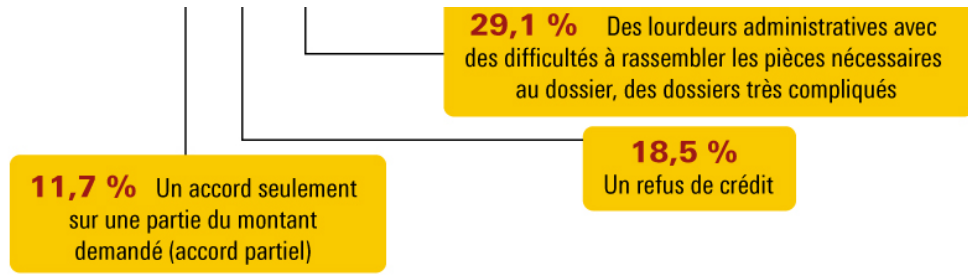 29,1 % Des lourdeurs administratives avec
des difficultés à rassembler les pièces nécessaires
au dossier, des dossiers très compliqués
18,5 %
Un refus de crédit
11,7 % Un accord seulement
sur une partie du montant
demandé (accord partiel)